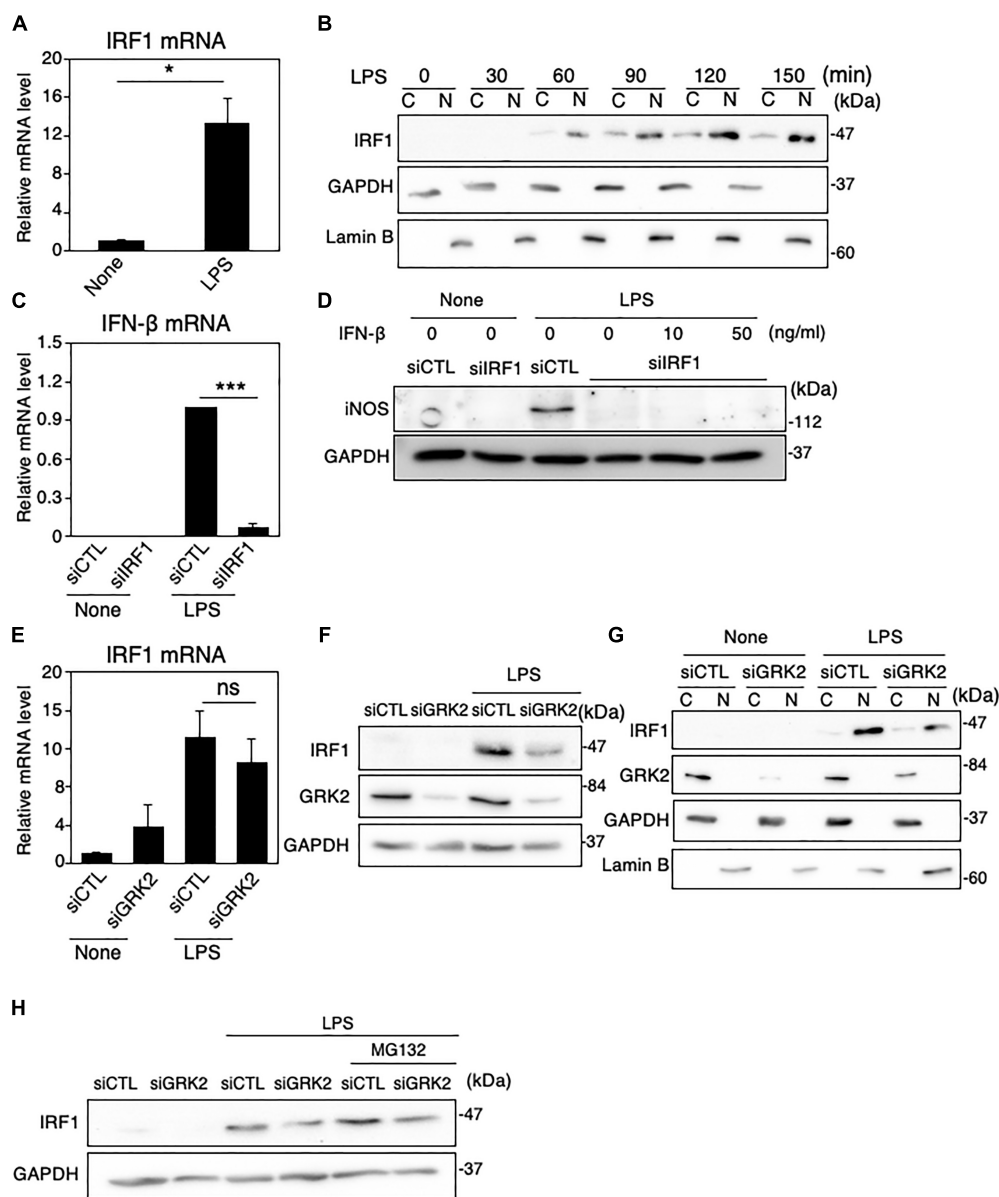 A
IRF1 mRNA
Relative mRNA level
20
16
12
8
4
0
*
None
LPS
B
LPS 0 30 60 90 120 150 (min)
C N C N C N C N C N C N (kDa)
IRF1 -47
GAPDH -37
Lamin B -60
C
IFN-β mRNA
Relative mRNA level
1.5
1.2
0.9
0.6
0.3
0
***
siCTL siIRF1 siCTL siIRF1
None LPS
D
None LPS
IFN-β 0 0 0 0 10 50 (ng/ml)
siCTL siIRF1 siCTL siIRF1
(kDa)
iNOS -112
GAPDH -37
E
IRF1 mRNA
Relative mRNA level
20
15
10
8
4
0
ns
siCTL siGRK2 siCTL siGRK2
None LPS
F
LPS
siCTL siGRK2 siCTL siGRK2 (kDa)
IRF1 -47
GRK2 -84
GAPDH -37
G
None LPS
siCTL siGRK2 siCTL siGRK2
C N C N C N C N (kDa)
IRF1 -47
GRK2 -84
GAPDH -37
Lamin B -60
H
LPS
MG132
siCTL siGRK2 siCTL siGRK2 siCTL siGRK2 (kDa)
IRF1 -47
GAPDH -37